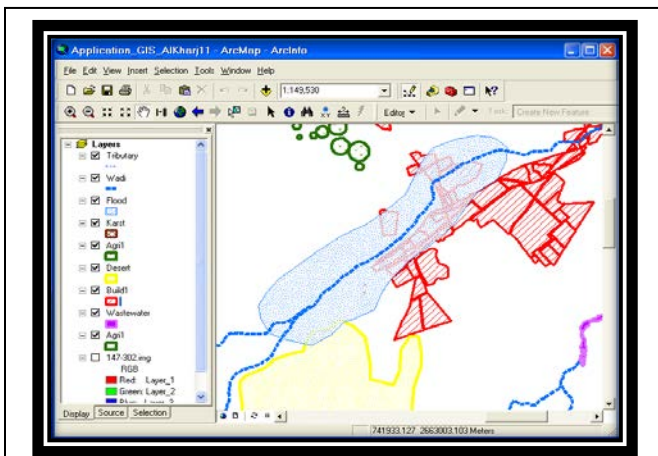 Application_GIS_AlKharj11 - ArcMap - ArcInfo
File Edit View Insert Selection Tools Window Help
1:149,530
Editor Task: Create New Feature
Layers
Tributary
Wadi
Flood
Karst
Agri1
Desert
Build1
Wastewater
Agri1
147-302.img
RGB
Red: Layer_1
Green: Layer_2
Blue: Layer_3
Display Source Selection
741933.127 2663003.103 Meters